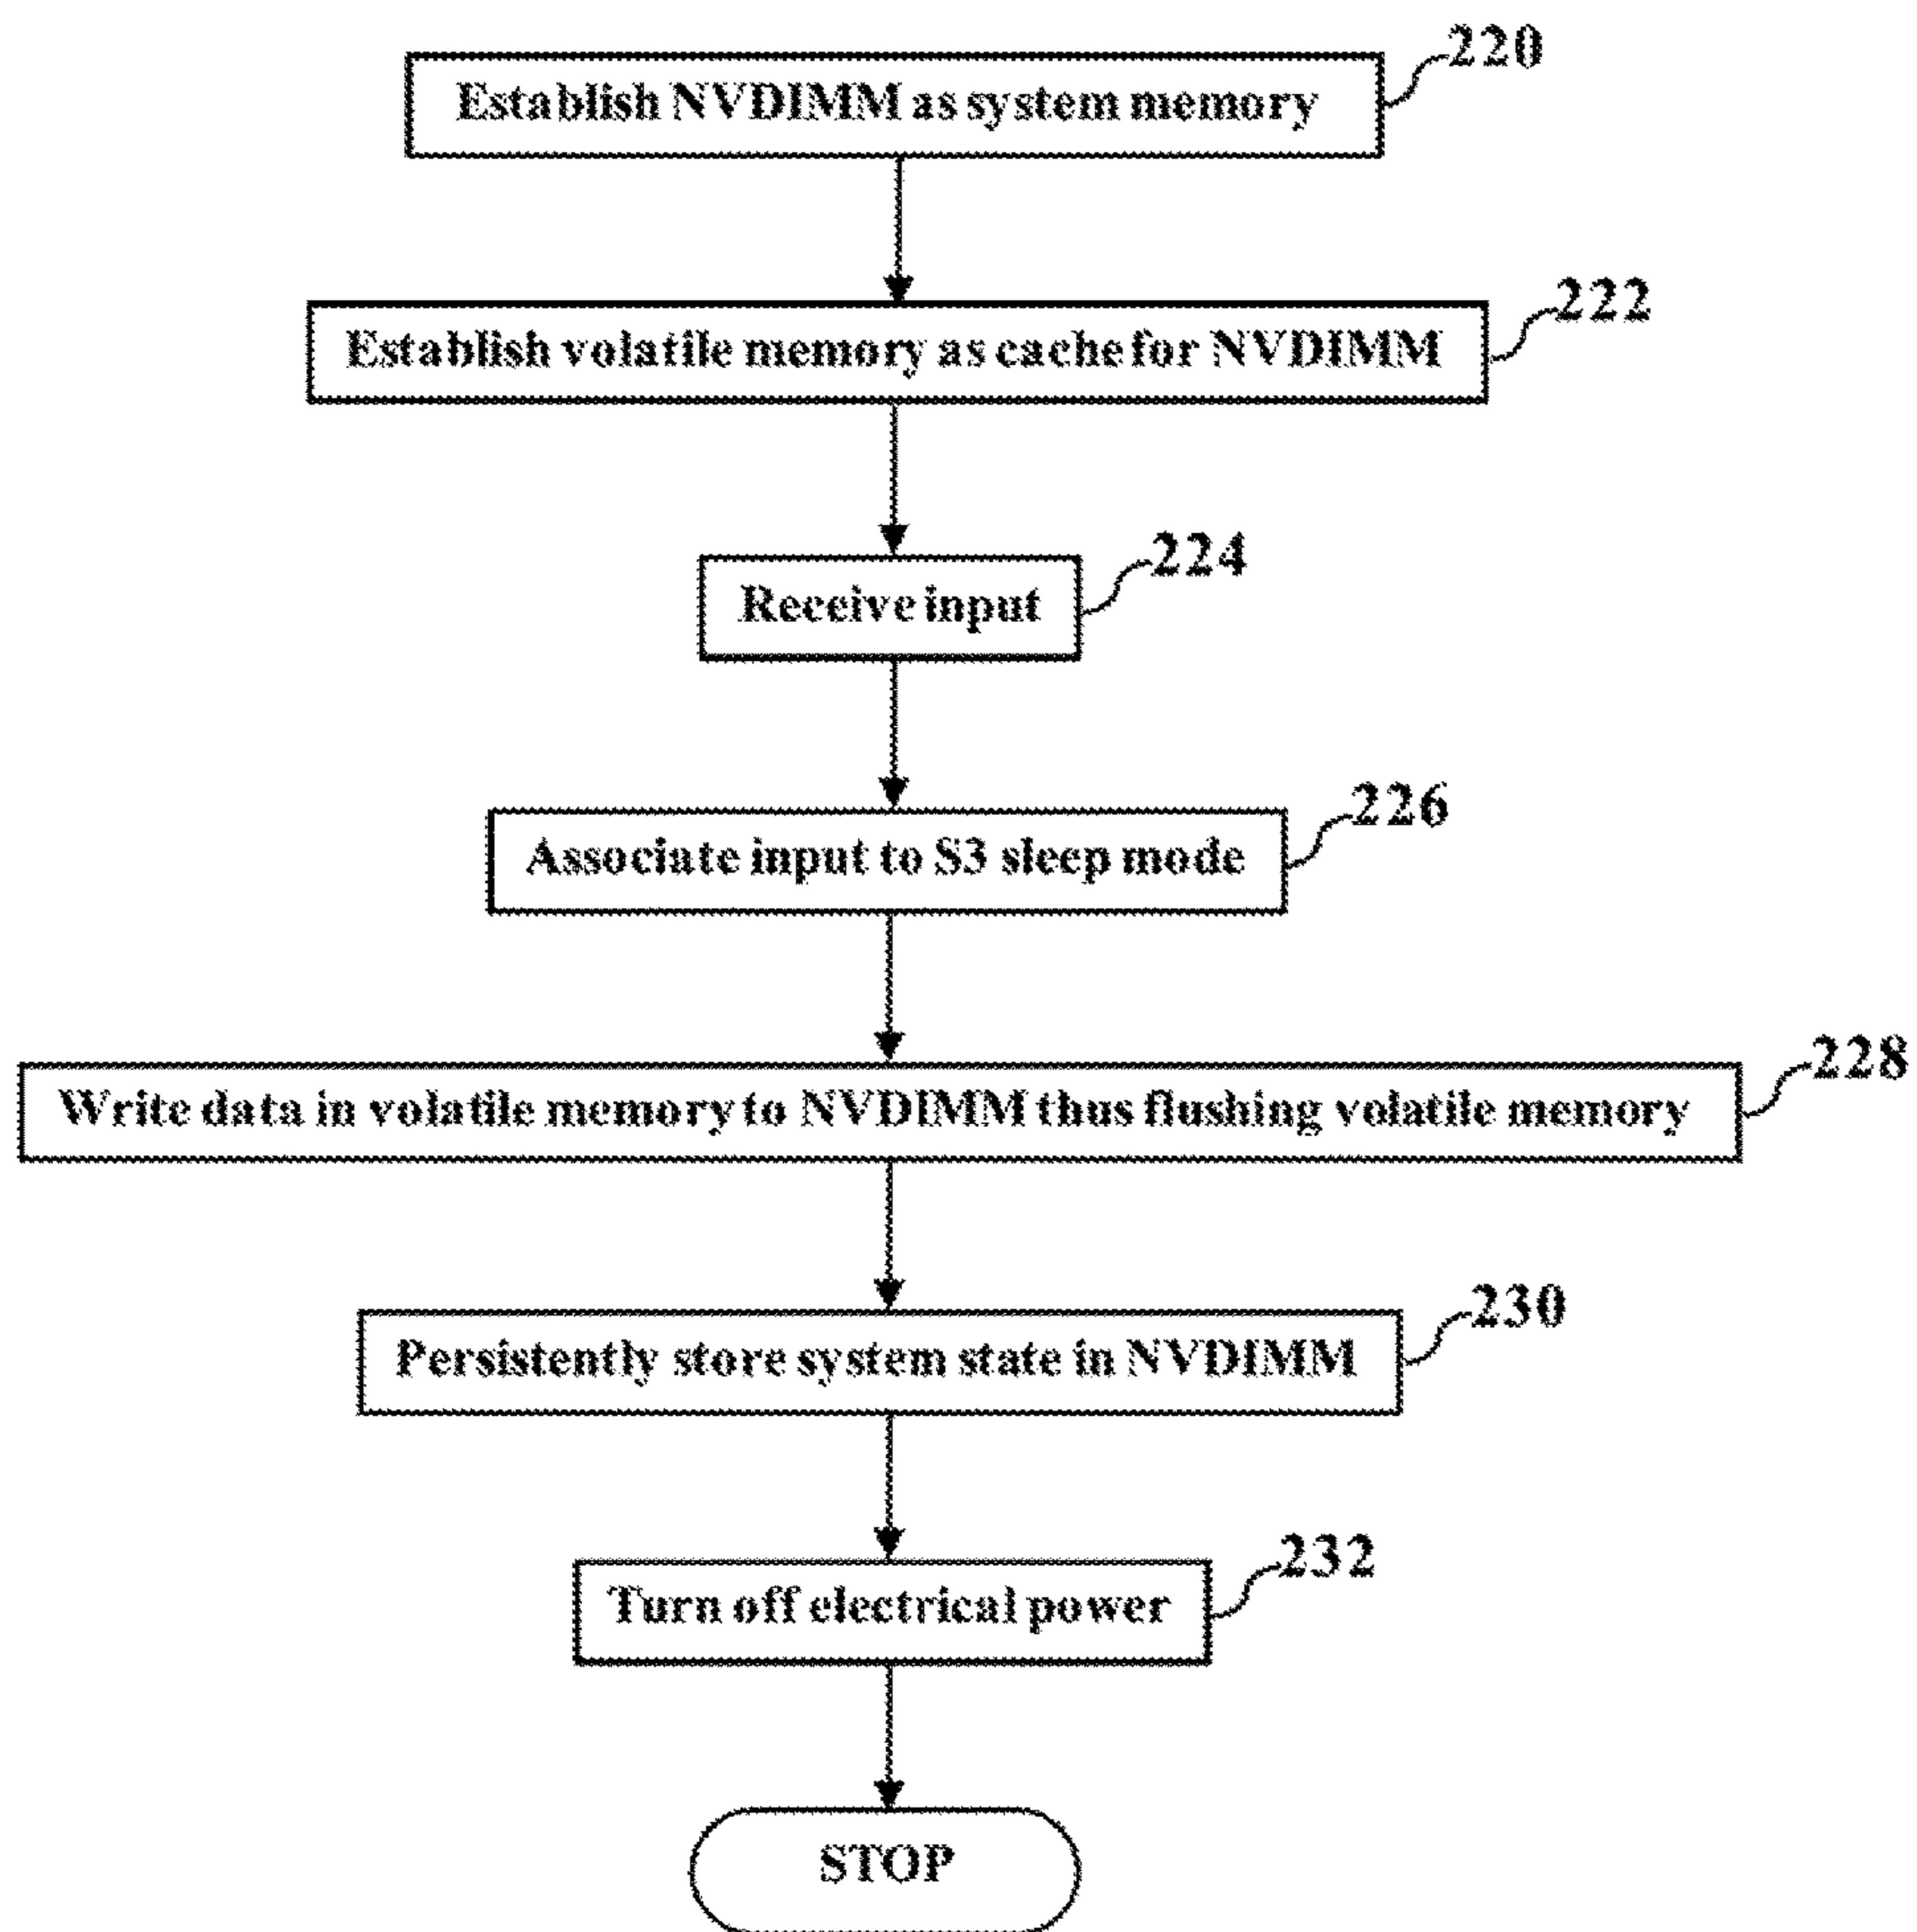 220
Establish NVDIMM as system memory
222
Establish volatile memory as cache for NVDIMM
224
Receive input
226
Associate input to S3 sleep mode
228
Write data in volatile memory to NVDIMM thus flushing volatile memory
230
Persistently store system state in NVDIMM
232
Turn off electrical power
STOP